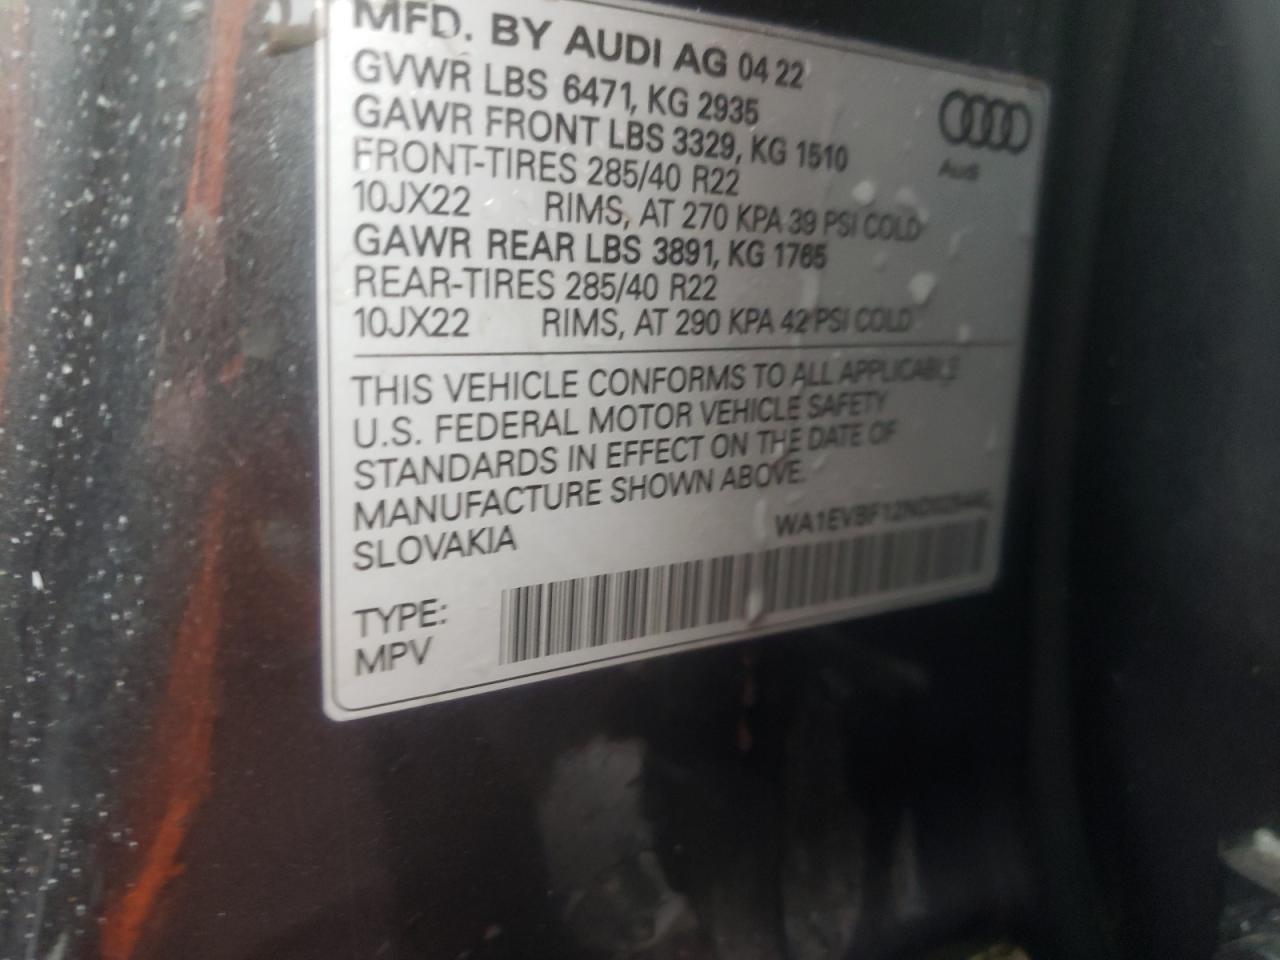 MFD. BY AUDI AG 04 22
GVWR LBS 6471, KG 2935
GAWR FRONT LBS 3329, KG 1510
FRONT-TIRES 285/40 R22
10JX22 RIMS, AT 270 KPA 39 PSI COLD
GAWR REAR LBS 3891, KG 1765
REAR-TIRES 285/40 R22
10JX22 RIMS, AT 290 KPA 42 PSI COLD
Audi
THIS VEHICLE CONFORMS TO ALL APPLICABLE
U.S. FEDERAL MOTOR VEHICLE SAFETY
STANDARDS IN EFFECT ON THE DATE OF
MANUFACTURE SHOWN ABOVE.
SLOVAKIA
TYPE:
MPV